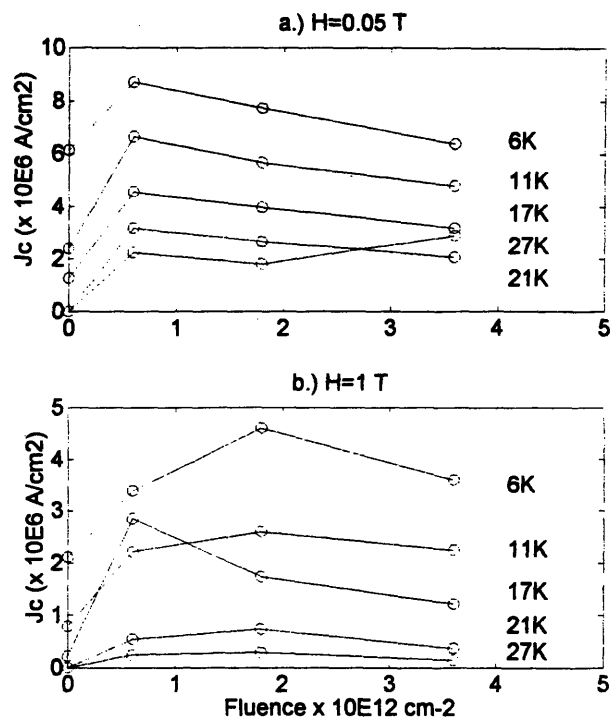 a.) H=0.05 T
10
8
6
4
2
0
Jc (x 10E6 A/cm2)
6K
11K
17K
27K
21K
0 1 2 3 4 5
b.) H=1 T
5
4
3
2
1
0
Jc (x 10E6 A/cm2)
6K
11K
17K
21K
27K
0 1 2 3 4 5
Fluence x 10E12 cm-2